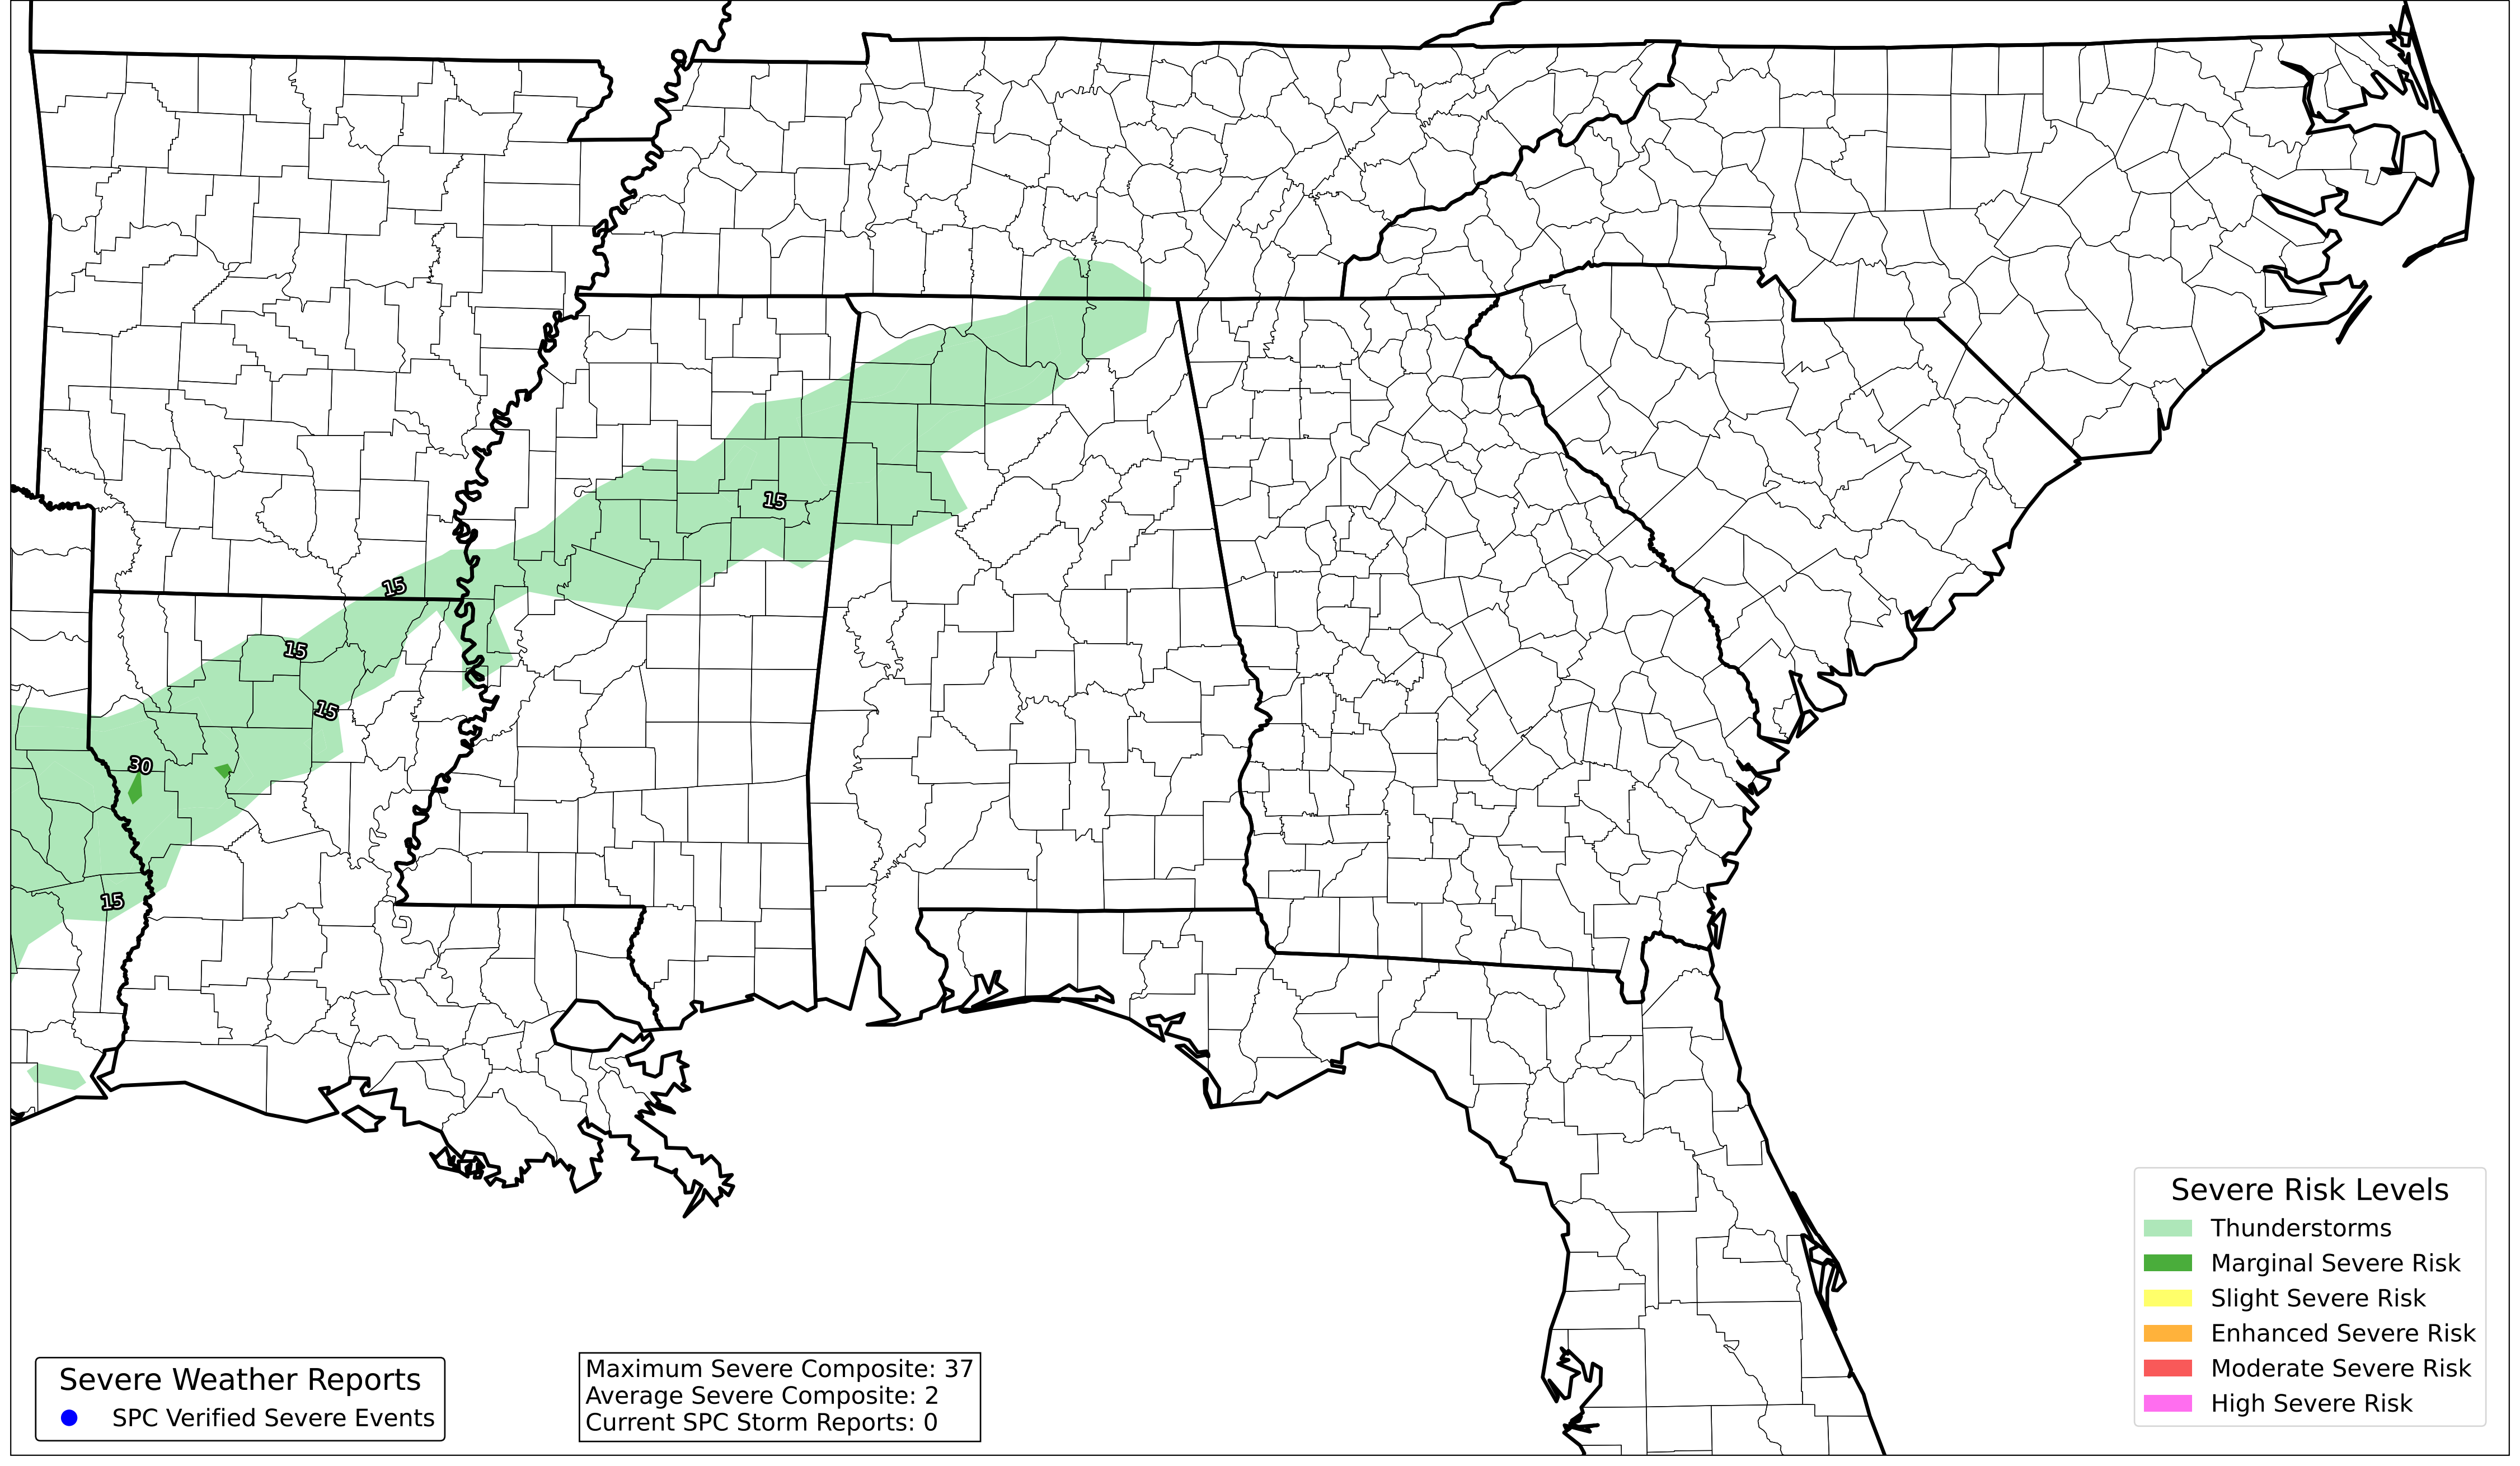 15
15
15
15
30
15
Severe Risk Levels
Thunderstorms
Marginal Severe Risk
Slight Severe Risk
Enhanced Severe Risk
Moderate Severe Risk
High Severe Risk
Severe Weather Reports
SPC Verified Severe Events
Maximum Severe Composite: 37
Average Severe Composite: 2
Current SPC Storm Reports: 0